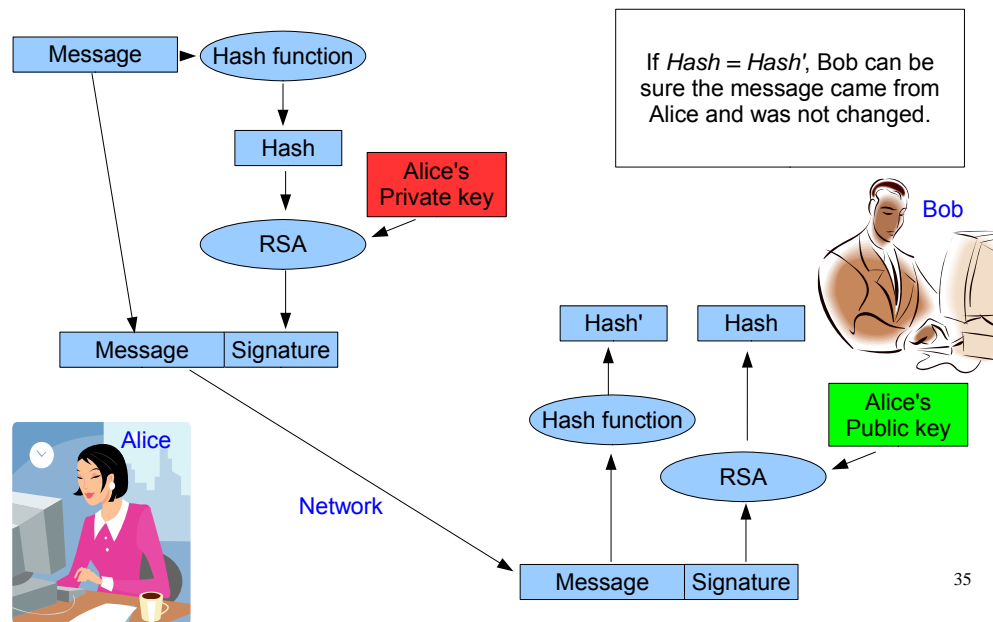 Message
Hash function
Hash
Alice's
Private key
RSA
Message
Signature
Alice
Network
If Hash = Hash', Bob can be
sure the message came from
Alice and was not changed.
Bob
Hash'
Hash
Hash function
Alice's
Public key
RSA
Message
Signature
35